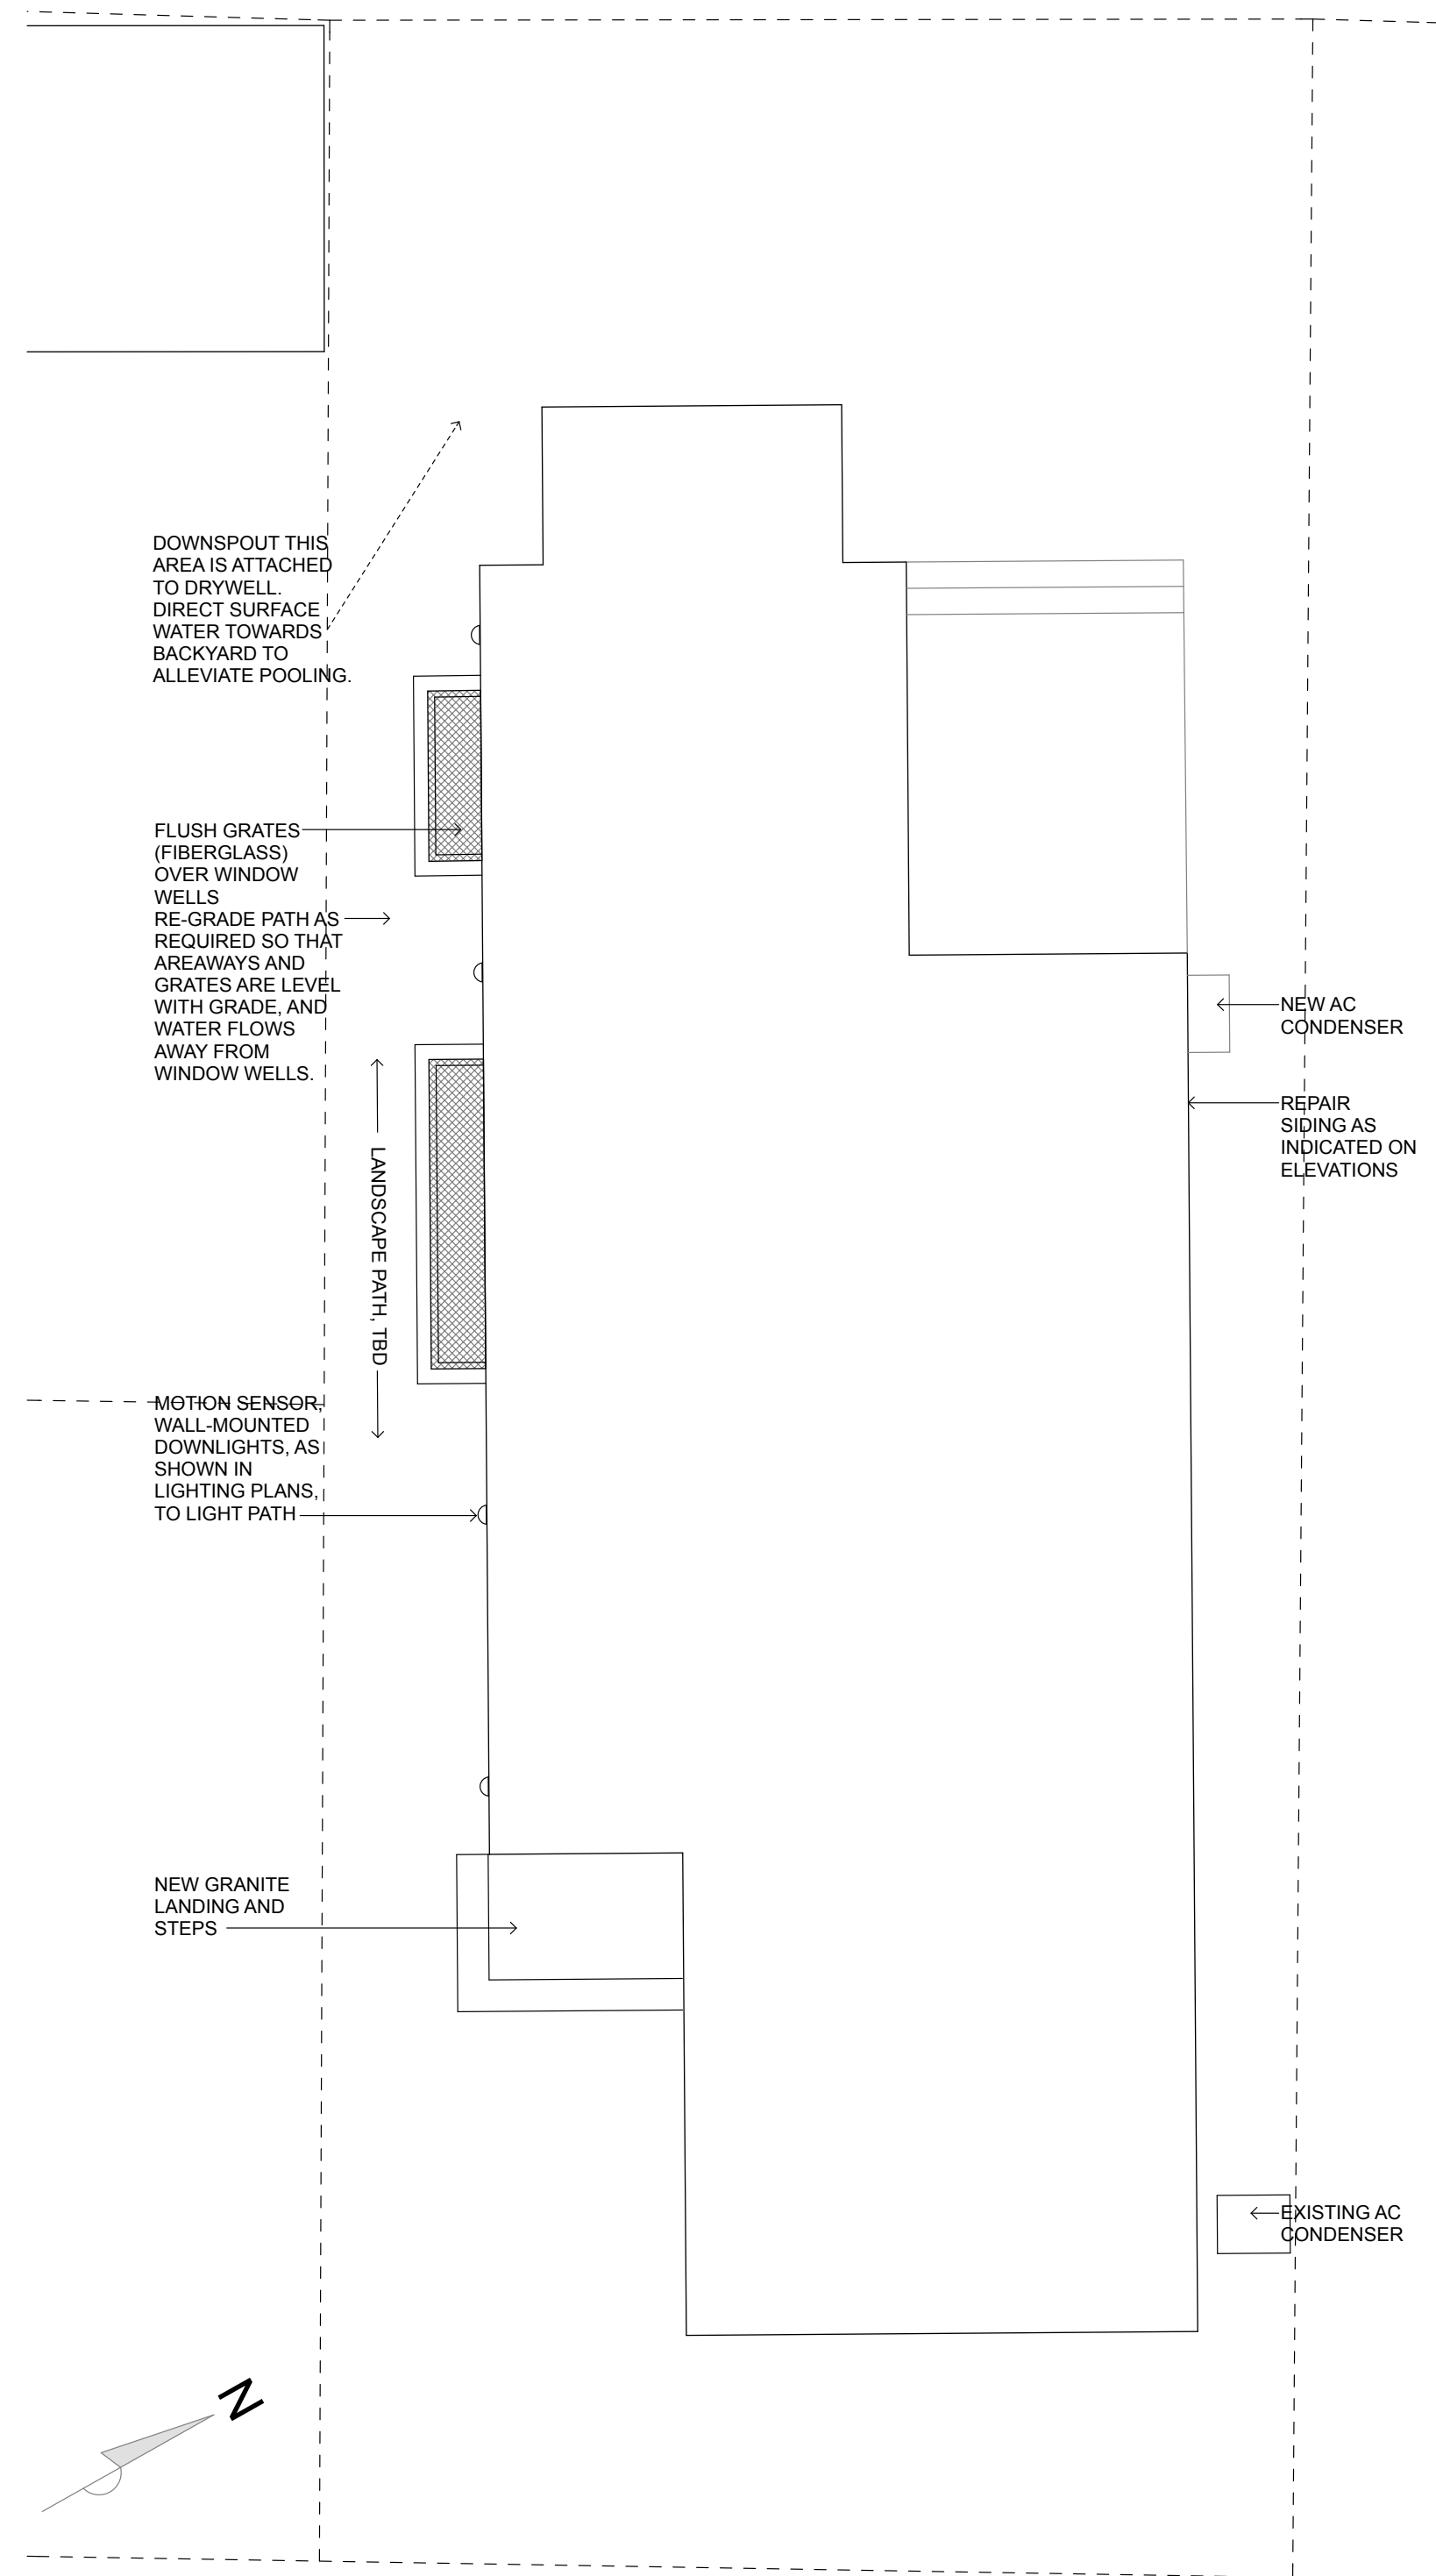 DOWNSPOUT THIS
AREA IS ATTACHED
TO DRYWELL.
DIRECT SURFACE
WATER TOWARDS
BACKYARD TO
ALLEVIATE POOLING.
FLUSH GRATES
(FIBERGLASS)
OVER WINDOW
WELLS
RE-GRADE PATH AS
REQUIRED SO THAT
AREAWAYS AND
GRATES ARE LEVEL
WITH GRADE, AND
WATER FLOWS
AWAY FROM
WINDOW WELLS.
NEW AC
CONDENSER
REPAIR
SIDING AS
INDICATED ON
ELEVATIONS
LANDSCAPE PATH, TBD
MOTION SENSOR,
WALL-MOUNTED
DOWNLIGHTS, AS
SHOWN IN
LIGHTING PLANS,
TO LIGHT PATH
NEW GRANITE
LANDING AND
STEPS
EXISTING AC
CONDENSER
N